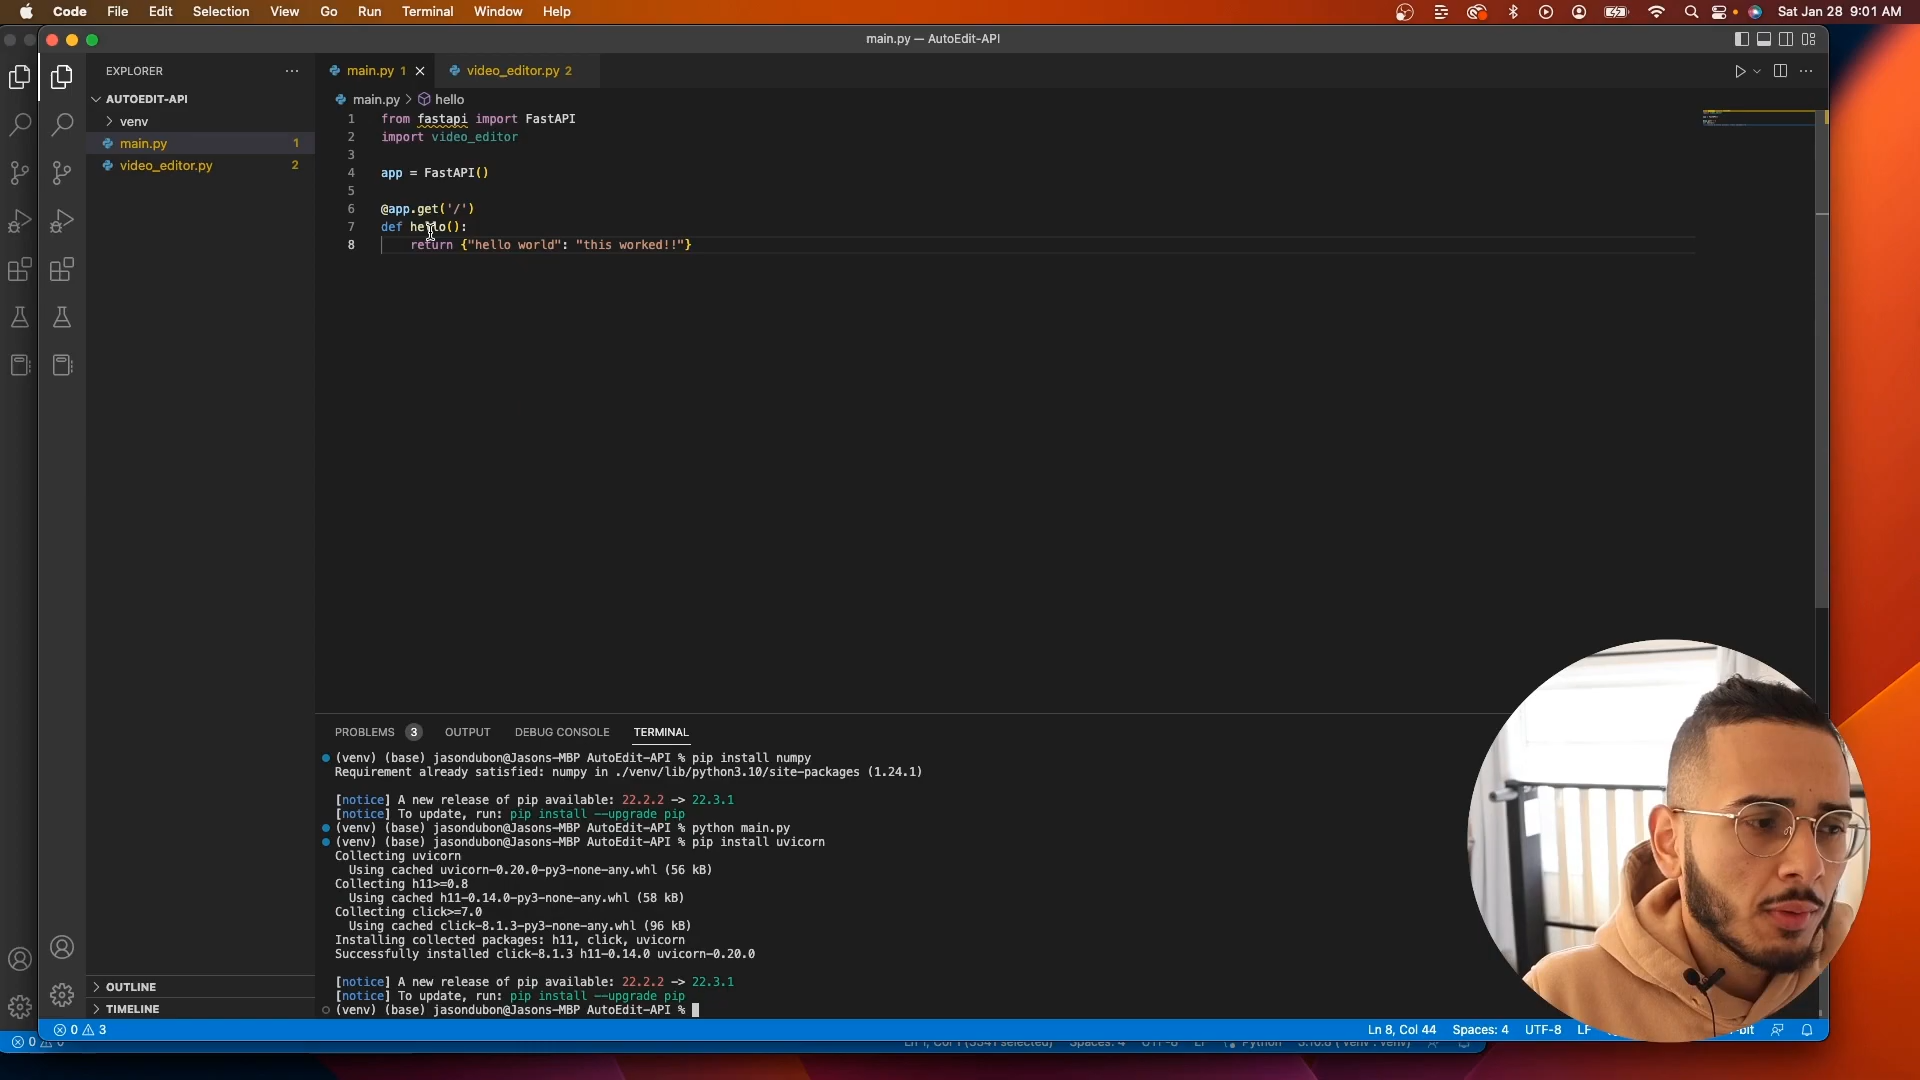 Code File Edit Selection View Go Run Terminal Window Help
Sat Jan 28 9:01 AM
main.py — AutoEdit-API
EXPLORER
AUTOEDIT-API
venv
main.py 1
video_editor.py 2
OUTLINE
TIMELINE
main.py 1
video_editor.py 2
main.py > hello
1 from fastapi import FastAPI
2 import video_editor
3
4 app = FastAPI()
5
6 @app.get('/')
7 def hello():
8 return {"hello world": "this worked!!"}
PROBLEMS 3 OUTPUT DEBUG CONSOLE TERMINAL
(venv) (base) jasondubon@Jasons-MBP AutoEdit-API % pip install numpy
Requirement already satisfied: numpy in ./venv/lib/python3.10/site-packages (1.24.1)
[notice] A new release of pip available: 22.2.2 -> 22.3.1
[notice] To update, run: pip install --upgrade pip
(venv) (base) jasondubon@Jasons-MBP AutoEdit-API % python main.py
(venv) (base) jasondubon@Jasons-MBP AutoEdit-API % pip install uvicorn
Collecting uvicorn
Using cached uvicorn-0.20.0-py3-none-any.whl (56 kB)
Collecting h11>=0.8
Using cached h11-0.14.0-py3-none-any.whl (58 kB)
Collecting click>=7.0
Using cached click-8.1.3-py3-none-any.whl (96 kB)
Installing collected packages: h11, click, uvicorn
Successfully installed click-8.1.3 h11-0.14.0 uvicorn-0.20.0
[notice] A new release of pip available: 22.2.2 -> 22.3.1
[notice] To update, run: pip install --upgrade pip
(venv) (base) jasondubon@Jasons-MBP AutoEdit-API %
0 3
Ln 8, Col 44 Spaces: 4 UTF-8 LF
0